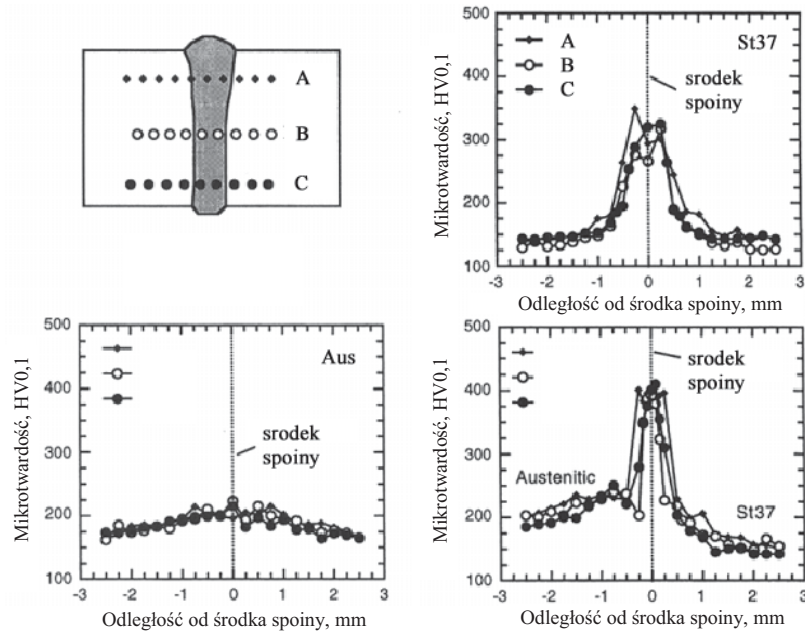 A
B
C
Mikrotwardość, HV0,1
500
400
300
200
100
A
B
C
St37
srodek
spoiny
-3
-2
-1
0
1
2
3
Odległość od środka spoiny, mm
Mikrotwardość, HV0,1
500
400
300
200
100
Aus
srodek
spoiny
-3
-2
-1
0
1
2
3
Odległość od środka spoiny, mm
Mikrotwardość, HV0,1
500
400
300
200
100
srodek
spoiny
Austenitic
St37
-3
-2
-1
0
1
2
3
Odległość od środka spoiny, mm